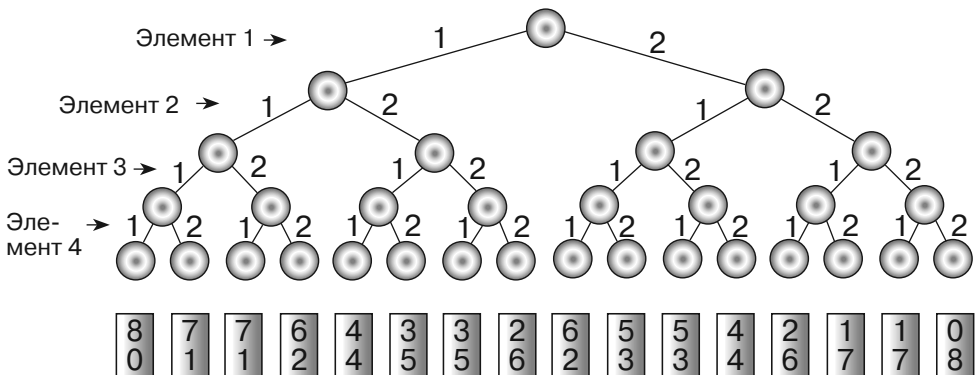 Элемент 1
1 2
Элемент 2
1 2 1 2
Элемент 3
1 2 1 2 1 2 1 2
Эле-
мент 4
1 2 1 2 1 2 1 2 1 2 1 2 1 2 1 2
8 7 7 6 4 3 3 2 6 5 5 4 2 1 1 0
0 1 1 2 4 5 5 6 2 3 3 4 6 7 7 8